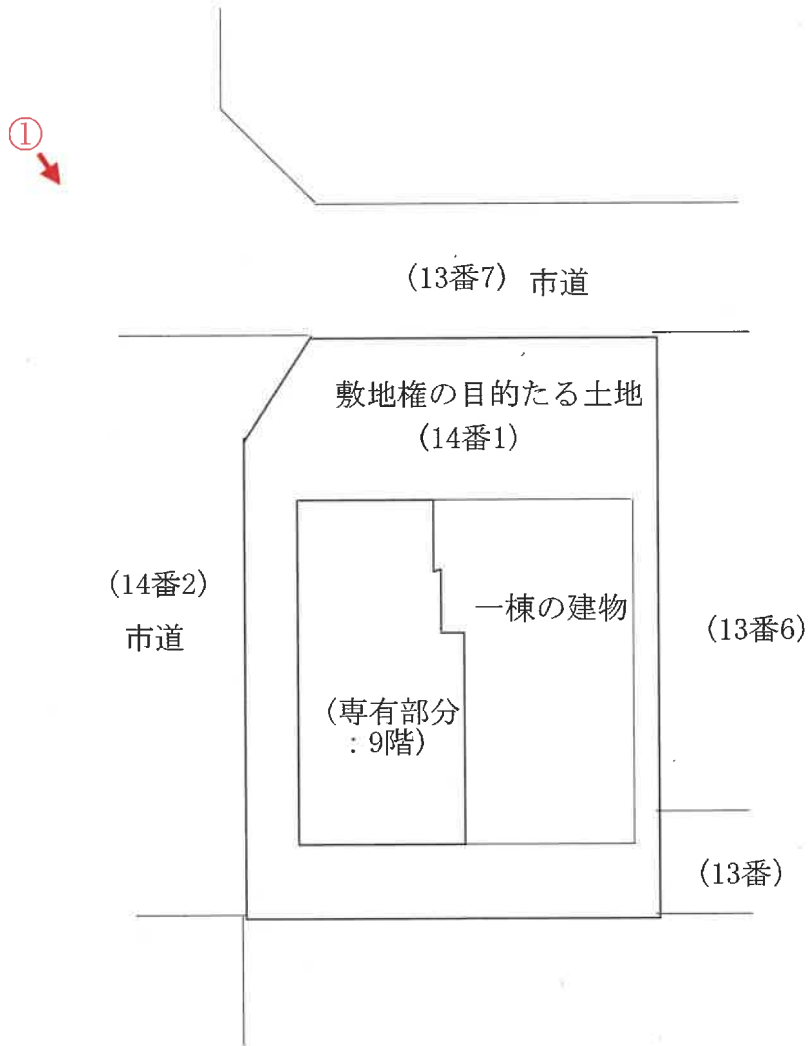 ①
(13番7) 市道
敷地権の目的たる土地
(14番1)
(14番2)
市道
一棟の建物
(13番6)
(専有部分
：9階)
(13番)